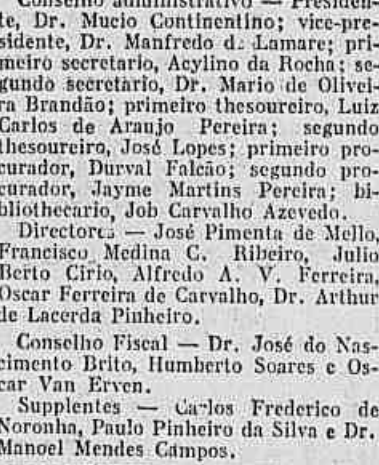 Conselho administrativo — Presiden-
te, Dr. Mucio Continentino; vice-pre-
sidente, Dr. Manfredo de Lamare; pri-
meiro secretario, Acylino da Rocha; se-
gundo secretario, Dr. Mario de Olivei-
ra Brandão; primeiro thesoureiro, Luiz
Carlos de Araujo Pereira; segundo
thesoureiro, José Lopes; primeiro pro-
curador, Durval Falcão; segundo pro-
curador, Jayme Martins Pereira; bi-
bliothecario, Job Carvalho Azevedo.
Directores — José Pimenta de Mello,
Francisco Medina C. Ribeiro, Julio
Berto Cirio, Alfredo A. V. Ferreira,
Oscar Ferreira de Carvalho, Dr. Arthur
de Lacerda Pinheiro.
Conselho Fiscal — Dr. José do Nas-
cimento Brito, Humberto Soares e Os-
car Van Erven.
Supplentes — Carlos Frederico de
Noronha, Paulo Pinheiro da Silva e Dr.
Manoel Mendes Campos.